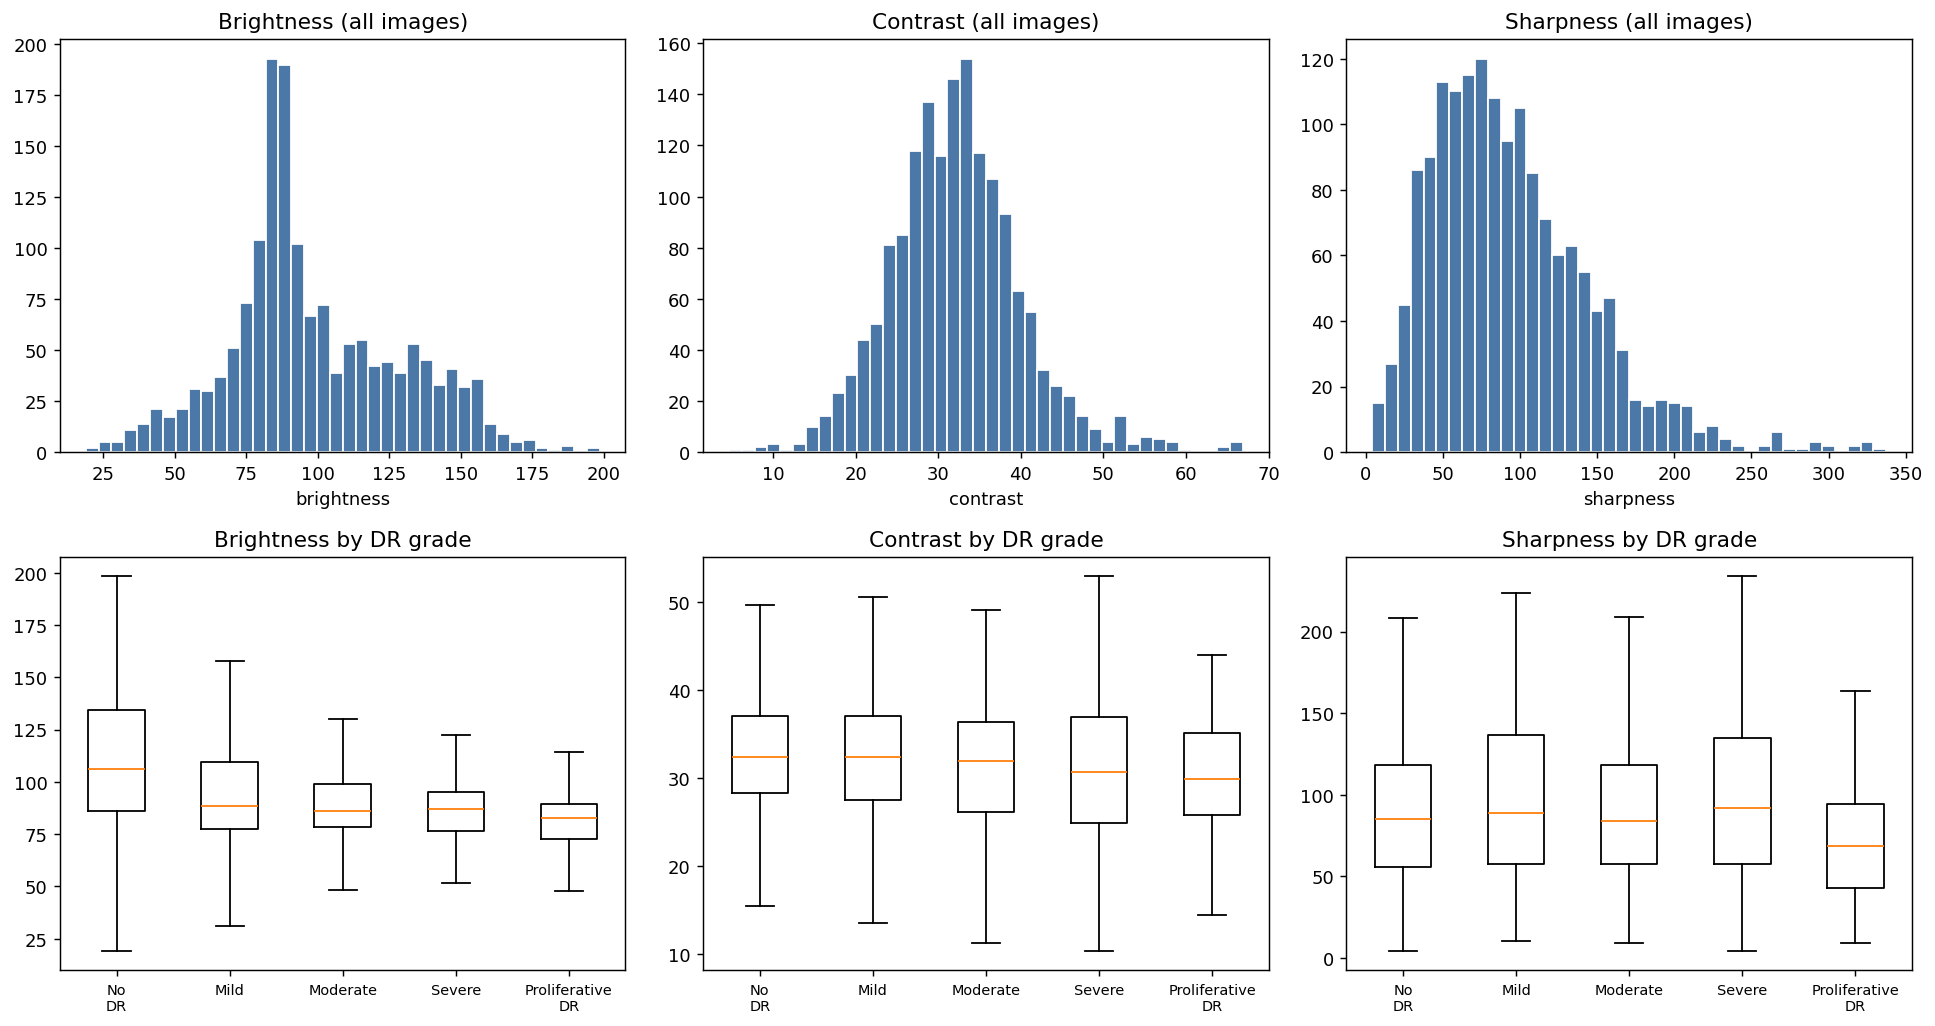 Brightness (all images)
Contrast (all images)
Sharpness (all images)
200
175
150
125
100
75
50
25
0
25 50 75 100 125 150 175 200
brightness
160
140
120
100
80
60
40
20
0
10 20 30 40 50 60 70
contrast
120
100
80
60
40
20
0
0 50 100 150 200 250 300 350
sharpness
Brightness by DR grade
Contrast by DR grade
Sharpness by DR grade
200
175
150
125
100
75
50
25
No
DR
Mild
Moderate
Severe
Proliferative
DR
50
40
30
20
10
No
DR
Mild
Moderate
Severe
Proliferative
DR
200
150
100
50
0
No
DR
Mild
Moderate
Severe
Proliferative
DR